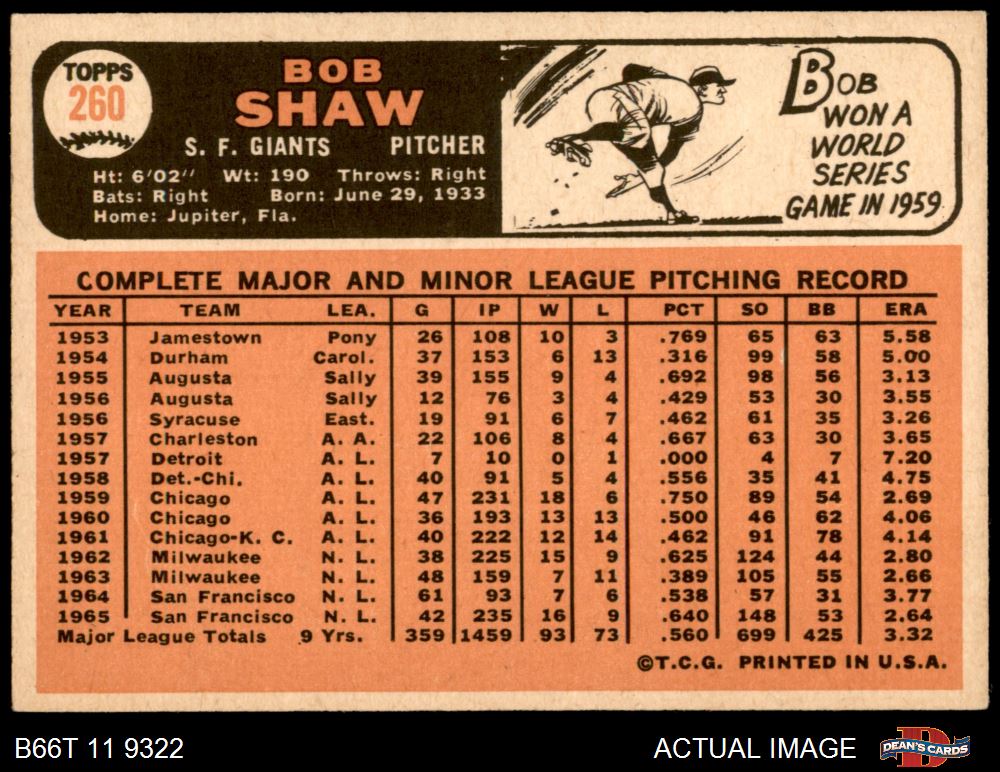 TOPPS
260
BOB
SHAW
S. F. GIANTS PITCHER
Ht: 6'02" Wt: 190 Throws: Right
Bats: Right Born: June 29, 1933
Home: Jupiter, Fla.
BOB
WON A
WORLD
SERIES
GAME IN 1959
COMPLETE MAJOR AND MINOR LEAGUE PITCHING RECORD
YEAR TEAM LEA. G IP W L PCT SO BB ERA
1953 Jamestown Pony 26 108 10 3 .769 65 63 5.58
1954 Durham Carol. 37 153 6 13 .316 99 58 5.00
1955 Augusta Sally 39 155 9 4 .692 98 56 3.13
1956 Augusta Sally 12 76 3 4 .429 53 30 3.55
1956 Syracuse East. 19 91 6 7 .462 61 35 3.26
1957 Charleston A. A. 22 106 8 4 .667 63 30 3.65
1957 Detroit A. L. 7 10 0 1 .000 4 7 7.20
1958 Det.-Chi. A. L. 40 91 5 4 .556 35 41 4.75
1959 Chicago A. L. 47 231 18 6 .750 89 54 2.69
1960 Chicago A. L. 36 193 13 13 .500 46 62 4.06
1961 Chicago-K. C. A. L. 40 222 12 14 .462 91 78 4.14
1962 Milwaukee N. L. 38 225 15 9 .625 124 44 2.80
1963 Milwaukee N. L. 48 159 7 11 .389 105 55 2.66
1964 San Francisco N. L. 61 93 7 6 .538 57 31 3.77
1965 San Francisco N. L. 42 235 16 9 .640 148 53 2.64
Major League Totals 9 Yrs. 359 1459 93 73 .560 699 425 3.32
©T.C.G. PRINTED IN U.S.A.
B66T 11 9322 ACTUAL IMAGE DEAN'S CARDS